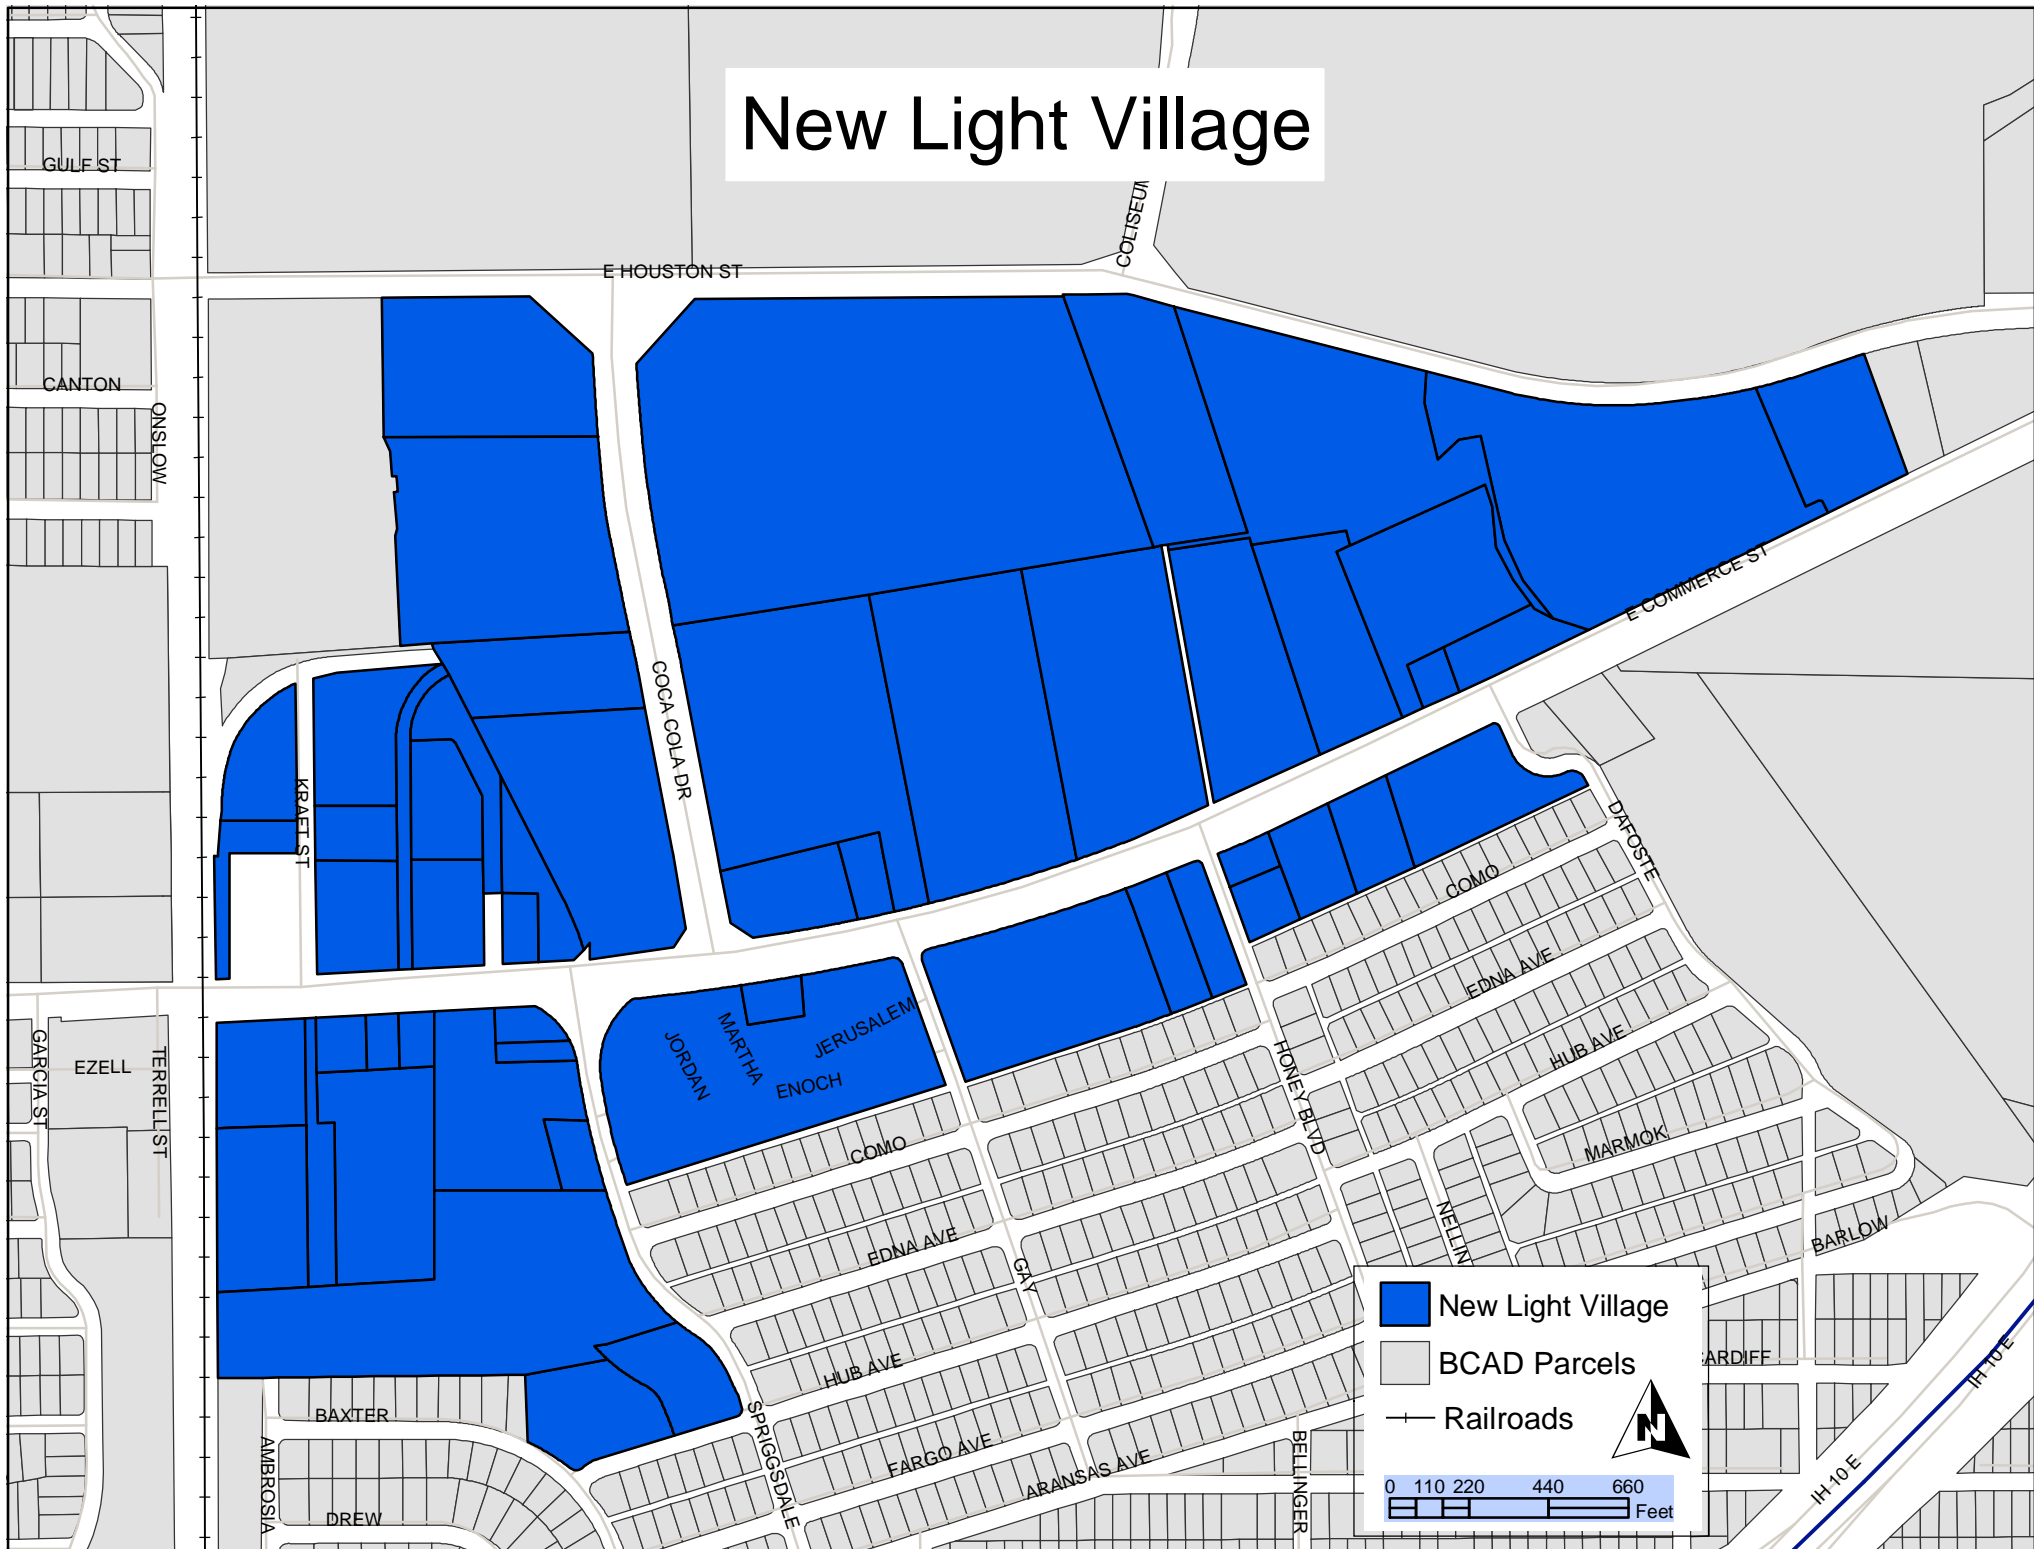 New Light Village
GULF ST
COLISEUM
E HOUSTON ST
CANTON
ONSLOW
E COMMERCE ST
COCA COLA DR
KRAFT ST
DAFOSTE
COMO
EDNA AVE
JERUSALEM
MARTHA
JORDAN
ENOCH
HUB AVE
GARCIA ST
EZELL
TERRELL ST
HONEY BLVD
MARMOK
COMO
NELLIN
BARLOW
EDNA AVE
GAY
HUB AVE
New Light Village
BCAD Parcels
Railroads
N
0 110 220 440 660
Feet
ARDIFF
IH 10 E
BAXTER
SPRIGGSDALE
FARGO AVE
ARANSAS AVE
BELLINGER
AMBROSIA
DREW
IH 10 E